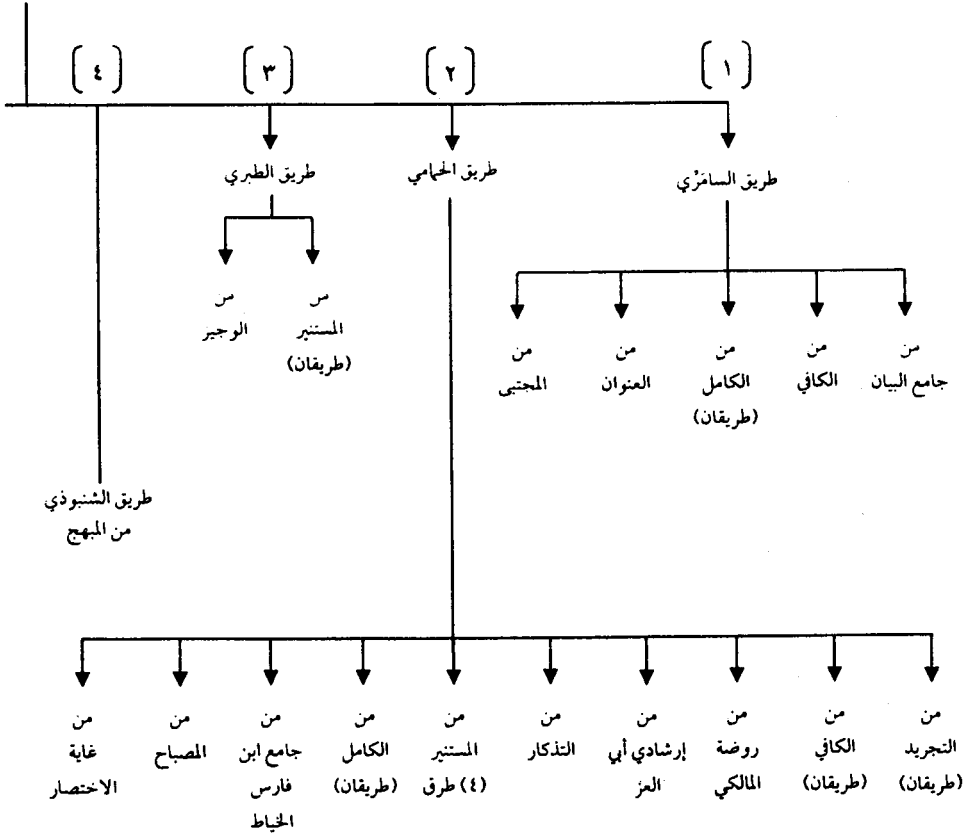 (١) (٢) (٣) (٤)
طريق السامَرّي
طريق الحمامي
طريق الطبري
من
جامع البيان
من
الكافي
من
الكامل
(طريقان)
من
العنوان
من
المجتبى
من
المستنير
(طريقان)
من
الوجيز
طريق الشنبوذي
من المبهج
من
التجريد
(طريقان)
من
الكافي
(طريقان)
من
روضة
المالكي
من
إرشادي أبي
العز
من
التذكار
من
المستنير
(٤) طرق
من
الكامل
(طريقان)
من
جامع ابن
فارس
الخياط
من
المصباح
من
غاية
الاختصار